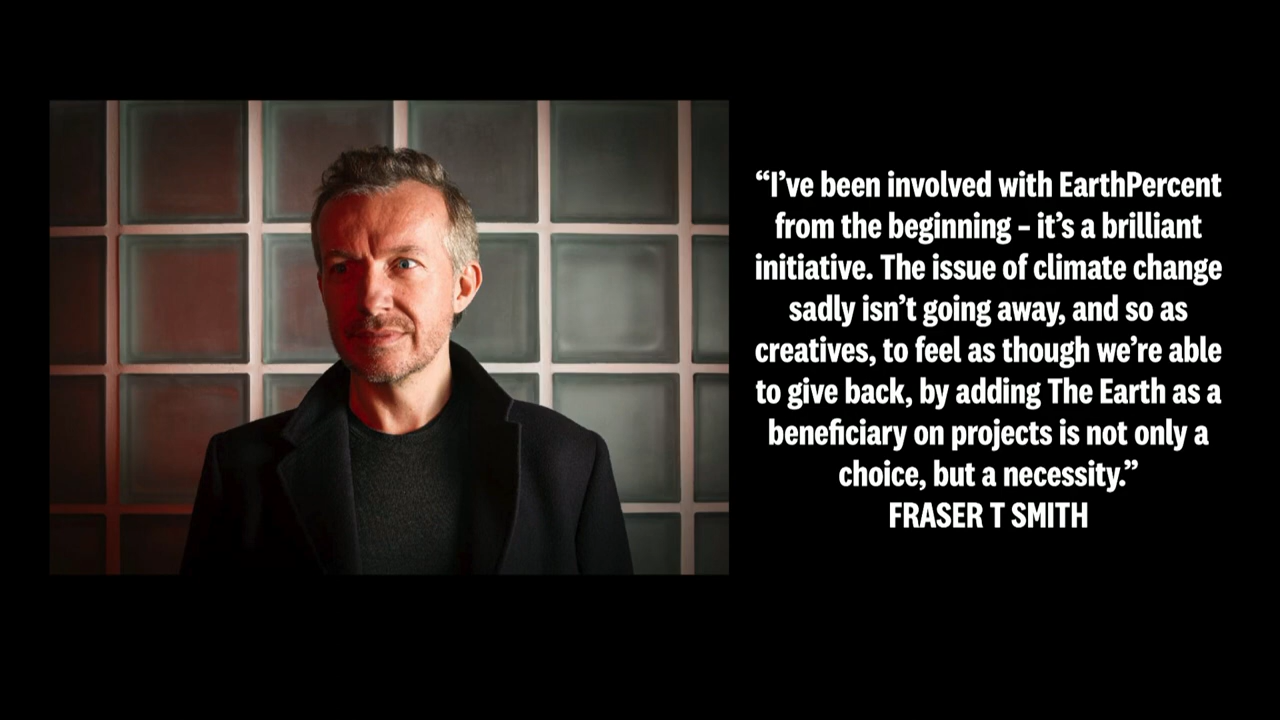 “I’ve been involved with EarthPercent
from the beginning – it’s a brilliant
initiative. The issue of climate change
sadly isn’t going away, and so as
creatives, to feel as though we’re able
to give back, by adding The Earth as a
beneficiary on projects is not only a
choice, but a necessity.”
FRASER T SMITH